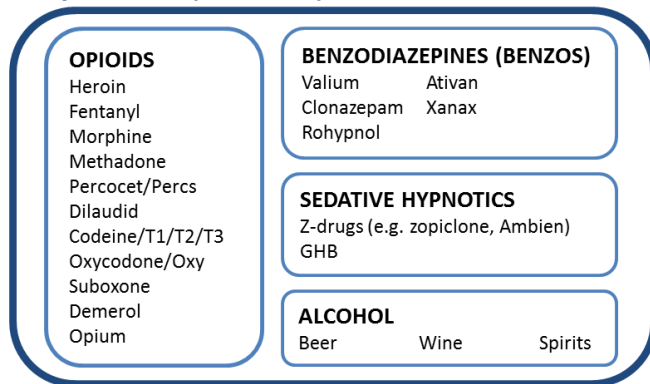 OPIOIDS
Heroin
Fentanyl
Morphine
Methadone
Percocet/Percs
Dilaudid
Codeine/T1/T2/T3
Oxycodone/Oxy
Suboxone
Demerol
Opium
BENZODIAZEPINES (BENZOS)
Valium Ativan
Clonazepam Xanax
Rohypnol
SEDATIVE HYPNOTICS
Z-drugs (e.g. zopiclone, Ambien)
GHB
ALCOHOL
Beer Wine Spirits